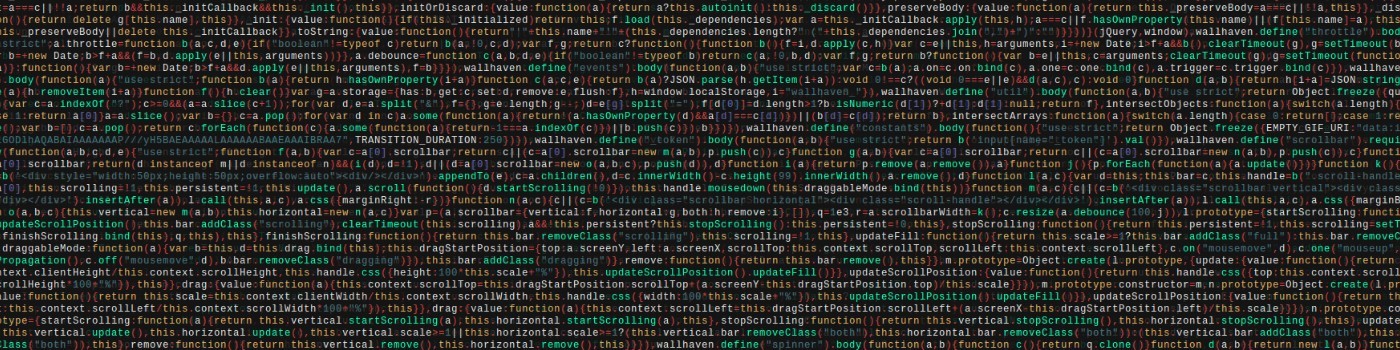 a===c||!!a;return b&&this._initCallback&&this._init(),this}},initOrDiscard:{value:function(a){return a?this.autoinit():this._discard()}},preserveBody:{value:function(a){return this._preserveBody=a===c||!!a,this}},
(){return delete g[this.name],this}},_init:{value:function(){if(this._initialized)return this;f.load(this._dependencies);var a=this._initCallback.apply(h,i);a===c||f.hasOwnProperty(this.name)||(f[this.name]=a),
his._preserveBody||delete this._initCallback}},toString:{value:function(){return"!"+this.name+"!"+(this._dependencies.length?"("+this._dependencies.join(",")+")":"")}}})}(jQuery,window),wallhaven.define("throttle").bod
strict";a.throttle=function b(a,c,d,e){if("boolean"!=typeof c)return b(a,!0,c,d);var f,g;return c?function b(){f=i,d.apply(c,h)}var e=||this,h=arguments,i=+new Date;i>f+a&&b(),clearTimeout(g),g=setTimeout(
=+new Date;b>f+a&&(f=b,d.apply(e||this,arguments))}},a.debounce=function c(a,b,d,e){if("boolean"!=typeof b)return c(a,!0,b,d);var f,g;return b?function(){var b=e||this,c=arguments;clearTimeout(g),g=setTimeout(func
}:function(){var b=+new Date;b>f+a&&d.apply(e||this,arguments),f=b}}}),wallhaven.define("events").body(function(a){"use strict";var c=b(a);a.on=c.on.bind(c),a.one=c.one.bind(c),a.trigger=c.trigger.bind(c)}),wallhaven
.body(function(a){"use strict";function b(a){return h.hasOwnProperty(i+a)}function c(a,c,e){return b(a)?JSON.parse(h.getItem(i+a)):void 0!==c?((void 0===e||e)&&d(a,c),c):void 0}function d(a,b){return h[i+a]=JSON.string
(a){h.removeItem(i+a)}function f(){h.clear()}var g=a.storage={has:b,get:c,set:d,remove:e,flush:f},h=window.localStorage,i="wallhaven_"}),wallhaven.define("util").body(function(a,b){"use strict";return Object.freeze({qu
){var c=a.indexOf("?");c>=0&&(a=a.slice(c+1));for(var d,e=a.split("&"),f={},g=e.length;g--;)d=e[g].split("="),f[d[0]]=d.length>1?b.isNumeric(d[1])?+d[1]:d[1]:null;return f},intersectObjects:function(a){switch(a.length)
se 1:return a[0]}a=a.slice();var b={},c=a.pop();for(var d in c)a.some(function(a){return!(a.hasOwnProperty(d)&&a[d]===c[d])})||(b[d]=c[d]);return b},intersectArrays:function(a){switch(a.length){case 0:return[];case 1:r
();var b=[],c=a.pop();return c.forEach(function(c){a.some(function(a){return-1===a.indexOf(c)})||b.push(c)}),b}})}),wallhaven.define("constants").body(function(){"use strict";return Object.freeze({EMPTY_GIF_URI:"data:i
TRANSITION_DURATION:250})}),wallhaven.define("_token").body(function(a,b){"use strict";return b("input[name=_token]").val()}),wallhaven.define("scrollbar").requir
(function(a,b,c,d,e){"use strict";function f(a,b){var c=a[0].scrollbar;return c||(c=a[0].scrollbar=new m(a,b),p.push(c)),c}function g(a,b){var c=a[0].scrollbar;return c||(c=a[0].scrollbar=new n(a,b),p.push(
a[0].scrollbar;return(d instanceof m||d instanceof n)&&(i(d),d=!1),d||(d=a[0].scrollbar=new o(a,b,c),p.push(d)),d}function i(a){p.remove(a.remove()),a}function j(){p.forEach(function(a){a.update()})}function k()
=b('<div style="width:50px;height:50px;overflow:auto"><div/></div>').appendTo(e),c=a.children(),d=c.innerWidth()-c.height(99).innerWidth(),a.remove(),d}function l(a,c){var d=this;this.bar=c,this.handle=b(".scroll-handle
a[0],this.scrolling=!1,this.persistent=!1,this.update(),a.scroll(function(){d.startScrolling(!0)}),this.handle.mousedown(this.draggableMode.bind(this))}function m(a,c){c||(c=b('<div class="scrollbar vertical"><div class
></div>').insertAfter(a)),l.call(this,a,c),a.css({marginRight:-r})}function n(a,c){c||(c=b('<div class="scrollbar horizontal"><div class="scroll-handle"></div></div>').insertAfter(a)),l.call(this,a,c),a.css({marginB
o(a,b,c){this.vertical=new m(a,b),this.horizontal=new n(a,c)}var p=(a.scrollbar={vertical:f,horizontal:g,both:h,remove:i},[]),q=1e3,r=a.scrollbarWidth=k();c.resize(a.debounce(100,j)),l.prototype={startScrolling:functio
updateScrollPosition(),this.bar.addClass("scrolling"),clearTimeout(this.scrolling),a&&!this.persistent?this.stopScrolling():this.persistent=!0,this},stopScrolling:function(){return this.persistent=!1,this.scrolling=setT
.finishScrolling.bind(this),q),this},finishScrolling:function(){return this.bar.removeClass("scrolling"),this.scrolling=!1,this},updateFill:function(a){return a>=1?this.bar.addClass("full"):this.bar.removeC
draggableMode:function(a){var b=this,d=this.drag.bind(this);this.dragStartPosition={top:a.screenY,left:a.screenX,scrollTop:this.context.scrollTop,scrollLeft:this.context.scrollLeft},c.on("mousemove",d),c.one("mouseup"
Propagation(),c.off("mousemove",d),b.bar.removeClass("dragging")}),this.bar.addClass("dragging")},remove:function(){return this.bar.remove(),this}},m.prototype=Object.create(l.prototype,{update:{value:function(){var a
ntext.clientHeight/this.context.scrollHeight,this.handle.css({height:100*this.scale+"%"}),this.updateScrollPosition().updateFill()}},updateScrollPosition:{value:function(){return this.handle.css({top:this.context.scrol
crollHeight*100+"%"}),this}},drag:{value:function(a){this.context.scrollTop=this.dragStartPosition.scrollTop+(a.screenY-this.dragStartPosition.top)/this.scale}}}),m.prototype.constructor=m,n.prototype=Object.create(l.pr
alue:function(){return this.scale=this.context.clientWidth/this.context.scrollWidth,this.handle.css({width:100*this.scale+"%"}),this.updateScrollPosition().updateFill()}},updateScrollPosition:{value:function(){return th
ext.scrollLeft/this.context.scrollWidth*100+"%"}),this}},drag:{value:function(a){this.context.scrollLeft=this.dragStartPosition.scrollLeft+(a.screenX-this.dragStartPosition.left)/this.scale}}}),n.prototype.constr
totype={startScrolling:function(a){return this.vertical.startScrolling(a),this.horizontal.startScrolling(a),this},stopScrolling:function(){return this.vertical.stopScrolling(),this.horizontal.stopScrolling(),this},updat
this.vertical.update(),this.horizontal.update(),this.vertical.scale>=1||this.horizontal.scale>=1?(this.vertical.bar.removeClass("both"),this.horizontal.bar.removeClass("both")):(this.vertical.bar.addClass("both"),this.
Class("both")),this},remove:function(){return this.vertical.remove(),this.horizontal.remove(),this}}}),wallhaven.define("spinner").body(function(a,b){function c(){return q.clone()}function d(a,b){function c(){return l(a,